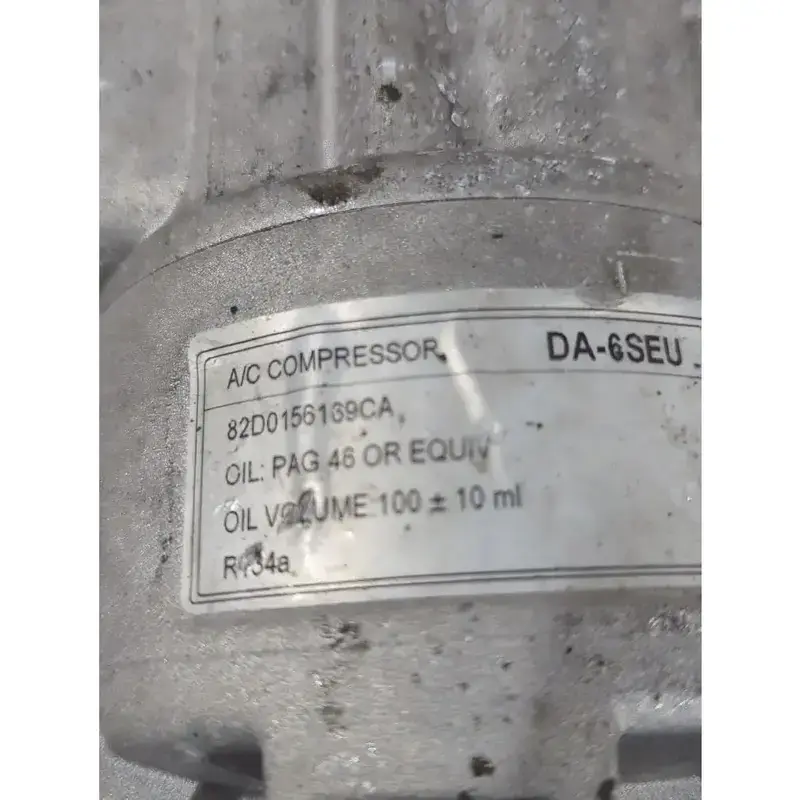 A/C COMPRESSOR DA-6SEU
82D0156169CA
OIL: PAG 46 OR EQUIV
OIL VOLUME 100 ± 10 ml
R134a